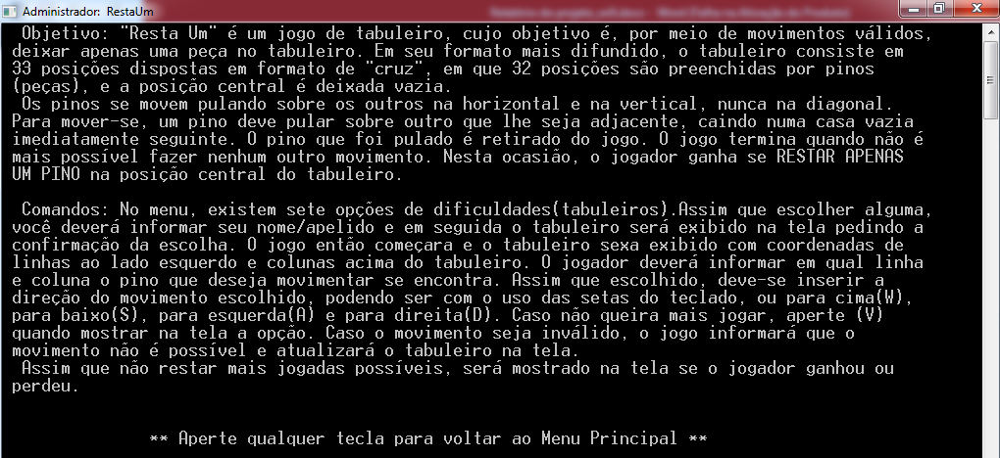 Administrador: RestaUm
Objetivo: "Resta Um" é um jogo de tabuleiro, cujo objetivo é, por meio de movimentos válidos,
deixar apenas uma peça no tabuleiro. Em seu formato mais difundido, o tabuleiro consiste em
33 posições dispostas em formato de "cruz", em que 32 posições são preenchidas por pinos
(peças), e a posição central é deixada vazia.
Os pinos se movem pulando sobre os outros na horizontal e na vertical, nunca na diagonal.
Para mover-se, um pino deve pular sobre outro que lhe seja adjacente, caindo numa casa vazia
imediatamente seguinte. O pino que foi pulado é retirado do jogo. O jogo termina quando não é
mais possível fazer nenhum outro movimento. Nesta ocasião, o jogador ganha se RESTAR APENAS
UM PINO na posição central do tabuleiro.
Comandos: No menu, existem sete opções de dificuldades(tabuleiros).Assim que escolher alguma,
você deverá informar seu nome/apelido e em seguida o tabuleiro será exibido na tela pedindo a
confirmação da escolha. O jogo então começara e o tabuleiro sexa exibido com coordenadas de
linhas ao lado esquerdo e colunas acima do tabuleiro. O jogador deverá informar em qual linha
e coluna o pino que deseja movimentar se encontra. Assim que escolhido, deve-se inserir a
direção do movimento escolhido, podendo ser com o uso das setas do teclado, ou para cima(W),
para baixo(S), para esquerda(A) e para direita(D). Caso não queira mais jogar, aperte (V)
quando mostrar na tela a opção. Caso o movimento seja inválido, o jogo informará que o
movimento não é possível e atualizará o tabuleiro na tela.
Assim que não restar mais jogadas possíveis, será mostrado na tela se o jogador ganhou ou
perdeu.
** Aperte qualquer tecla para voltar ao Menu Principal **